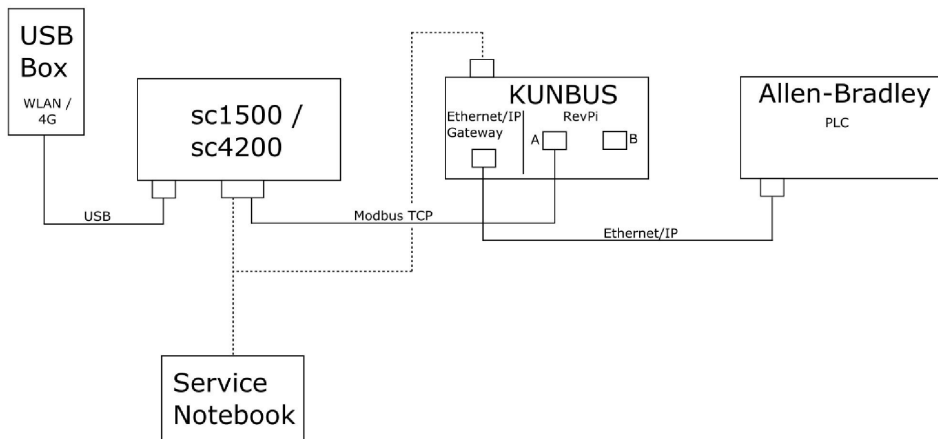 USB
Box
WLAN /
4G
sc1500 /
sc4200
KUNBUS
Ethernet/IP
Gateway
RevPi
A
B
Allen-Bradley
PLC
USB
Modbus TCP
Ethernet/IP
Service
Notebook